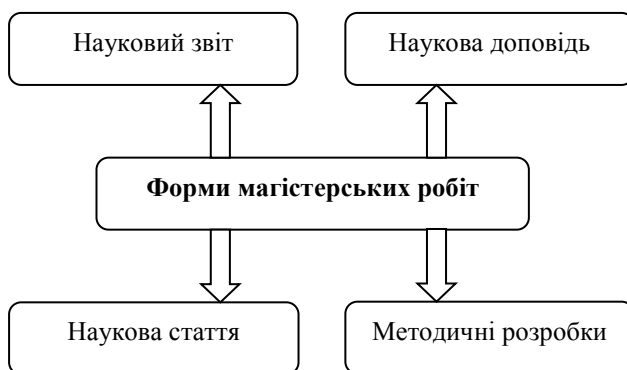 Науковий звіт
Наукова доповідь
Форми магістерських робіт
Наукова стаття
Методичні розробки